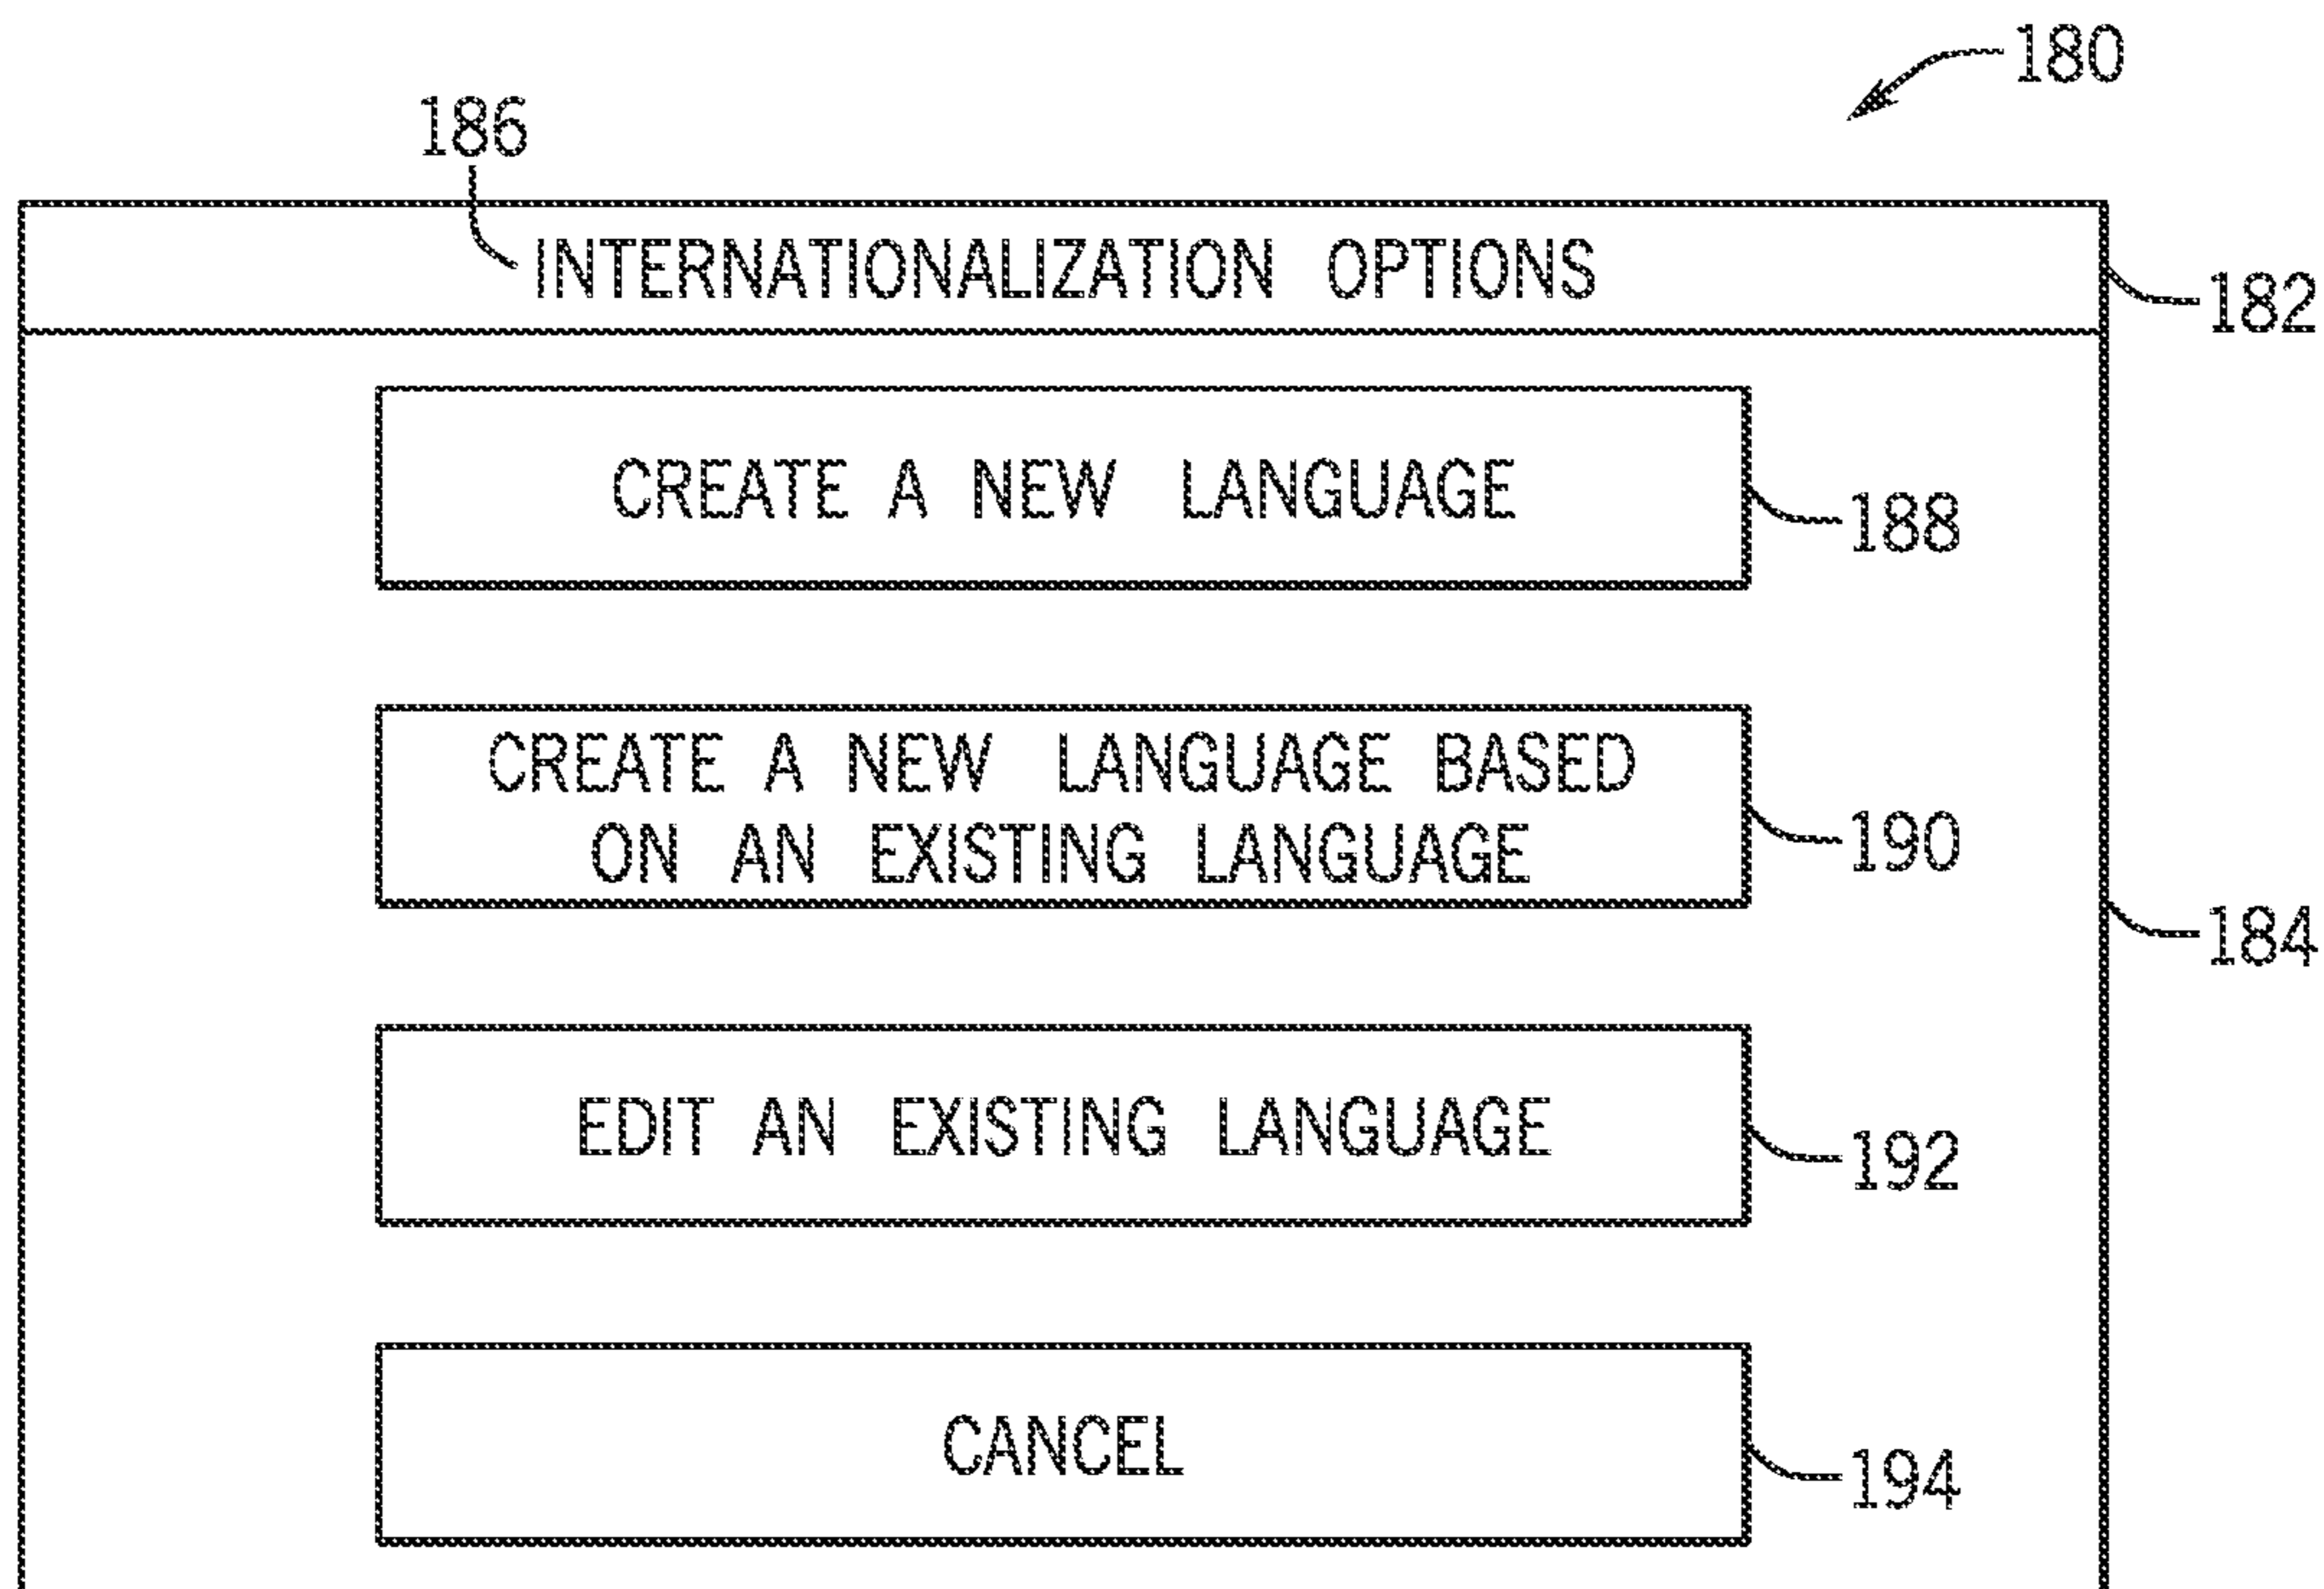 180
186
INTERNATIONALIZATION OPTIONS
182
CREATE A NEW LANGUAGE
188
CREATE A NEW LANGUAGE BASED
ON AN EXISTING LANGUAGE
190
184
EDIT AN EXISTING LANGUAGE
192
CANCEL
194